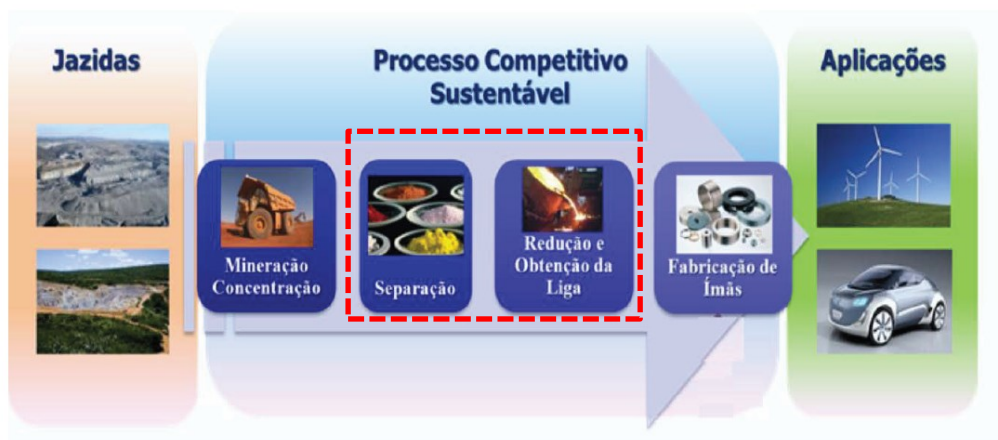 Jazidas
Processo Competitivo
Sustentável
Aplicações
Mineração
Concentração
Separação
Redução e
Obtenção da
Liga
Fabricação de
Ímãs